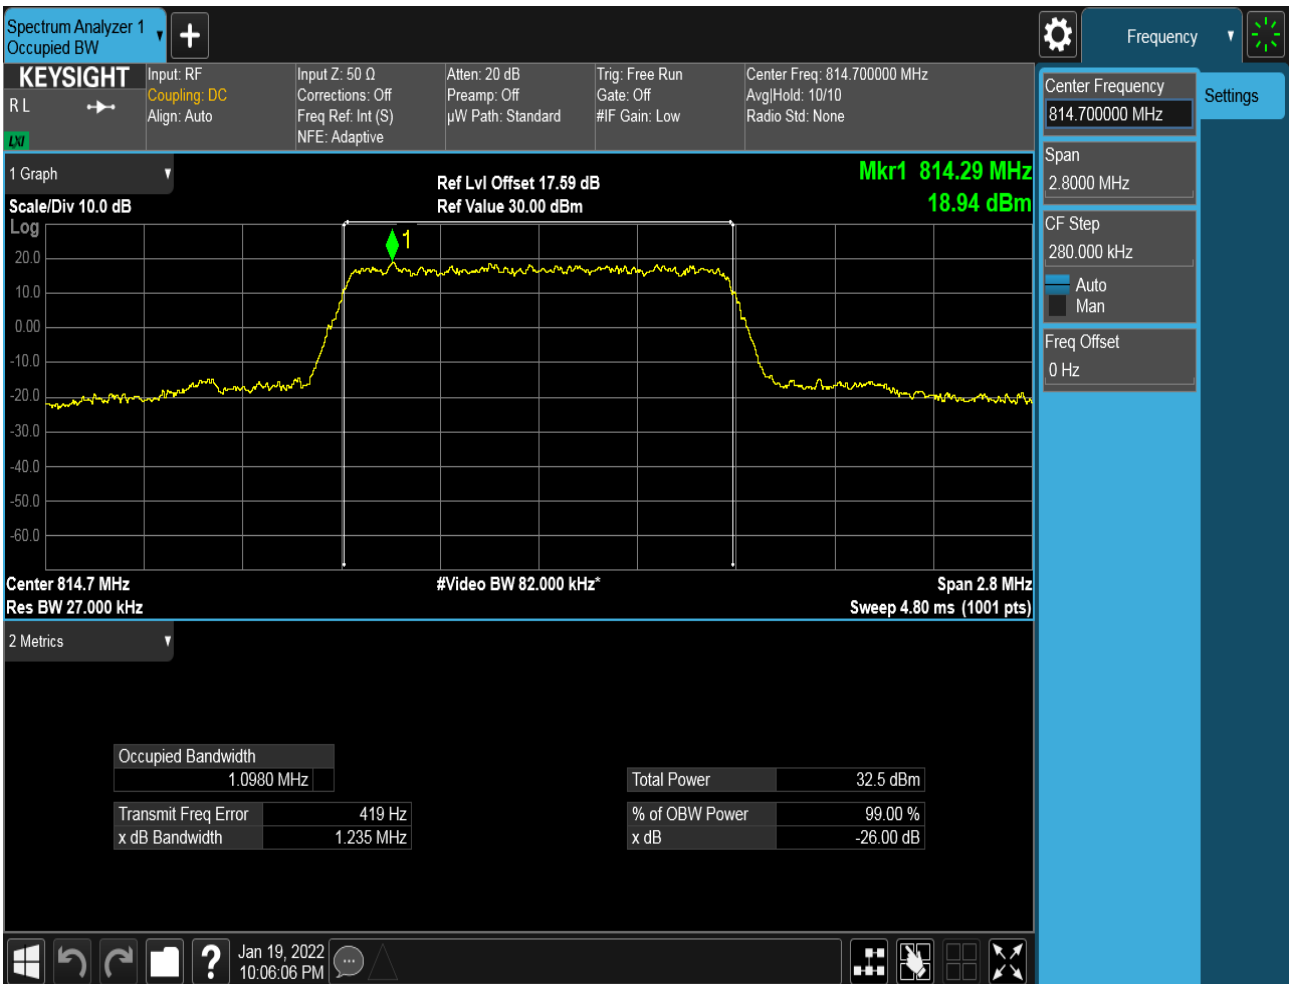 Spectrum Analyzer 1
Occupied BW
Frequency
KEYSIGHT
R L
LXI
Input: RF
Coupling: DC
Align: Auto
Input Z: 50 Ω
Corrections: Off
Freq Ref: Int (S)
NFE: Adaptive
Atten: 20 dB
Preamp: Off
µW Path: Standard
Trig: Free Run
Gate: Off
#IF Gain: Low
Center Freq: 814.700000 MHz
Avg|Hold: 10/10
Radio Std: None
Center Frequency
814.700000 MHz
Settings
Span
2.8000 MHz
CF Step
280.000 kHz
Auto
Man
Freq Offset
0 Hz
1 Graph
Scale/Div 10.0 dB
Log
Ref Lvl Offset 17.59 dB
Ref Value 30.00 dBm
Mkr1 814.29 MHz
18.94 dBm
1
20.0
10.0
0.00
-10.0
-20.0
-30.0
-40.0
-50.0
-60.0
Center 814.7 MHz
Res BW 27.000 kHz
#Video BW 82.000 kHz*
Span 2.8 MHz
Sweep 4.80 ms (1001 pts)
2 Metrics
Occupied Bandwidth
1.0980 MHz
Transmit Freq Error 419 Hz
x dB Bandwidth 1.235 MHz
Total Power 32.5 dBm
% of OBW Power 99.00 %
x dB -26.00 dB
?
Jan 19, 2022
10:06:06 PM